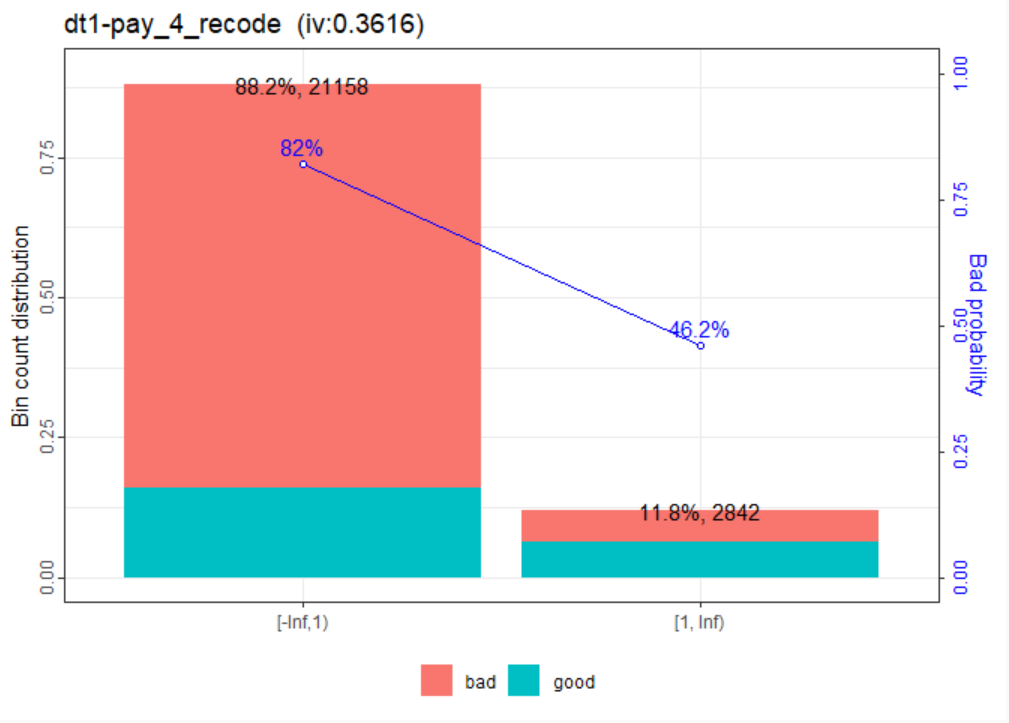 dt1-pay_4_recode (iv:0.3616)
88.2%, 21158
82%
46.2%
11.8%, 2842
Bin count distribution
0.75
0.50
0.25
0.00
Bad probability
1.00
0.75
0.50
0.25
0.00
[-Inf,1)
[1, Inf)
bad
good